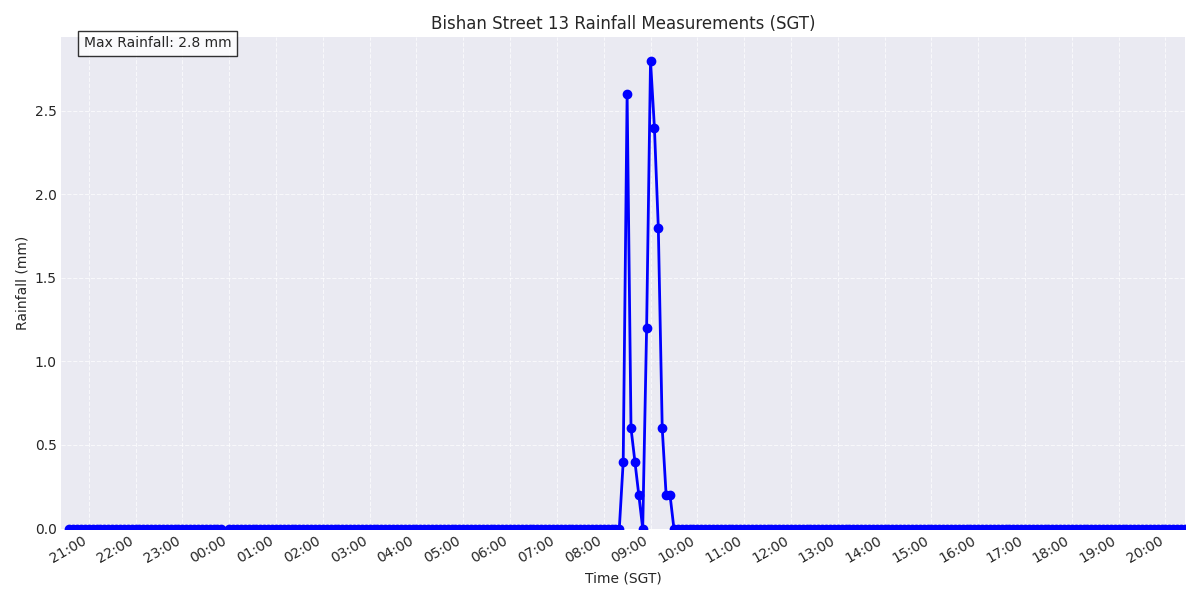 Bishan Street 13 Rainfall Measurements (SGT)
Max Rainfall: 2.8 mm
Rainfall (mm)
2.5
2.0
1.5
1.0
0.5
0.0
21:00 22:00 23:00 00:00 01:00 02:00 03:00 04:00 05:00 06:00 07:00 08:00 09:00 10:00 11:00 12:00 13:00 14:00 15:00 16:00 17:00 18:00 19:00 20:00
Time (SGT)